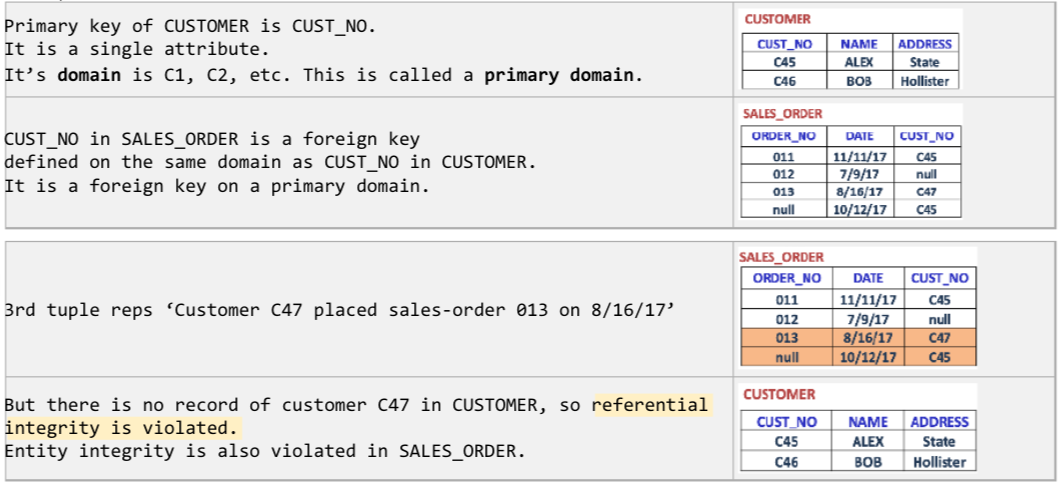 Primary key of CUSTOMER is CUST_NO.
It is a single attribute.
It's domain is C1, C2, etc. This is called a primary domain.
CUSTOMER
CUST_NO NAME ADDRESS
C45 ALEX State
C46 BOB Hollister
CUST_NO in SALES_ORDER is a foreign key
defined on the same domain as CUST_NO in CUSTOMER.
It is a foreign key on a primary domain.
SALES_ORDER
ORDER_NO DATE CUST_NO
011 11/11/17 C45
012 7/9/17 null
013 8/16/17 C47
null 10/12/17 C45
3rd tuple reps ‘Customer C47 placed sales-order 013 on 8/16/17’
SALES_ORDER
ORDER_NO DATE CUST_NO
011 11/11/17 C45
012 7/9/17 null
013 8/16/17 C47
null 10/12/17 C45
But there is no record of customer C47 in CUSTOMER, so referential
integrity is violated.
Entity integrity is also violated in SALES_ORDER.
CUSTOMER
CUST_NO NAME ADDRESS
C45 ALEX State
C46 BOB Hollister